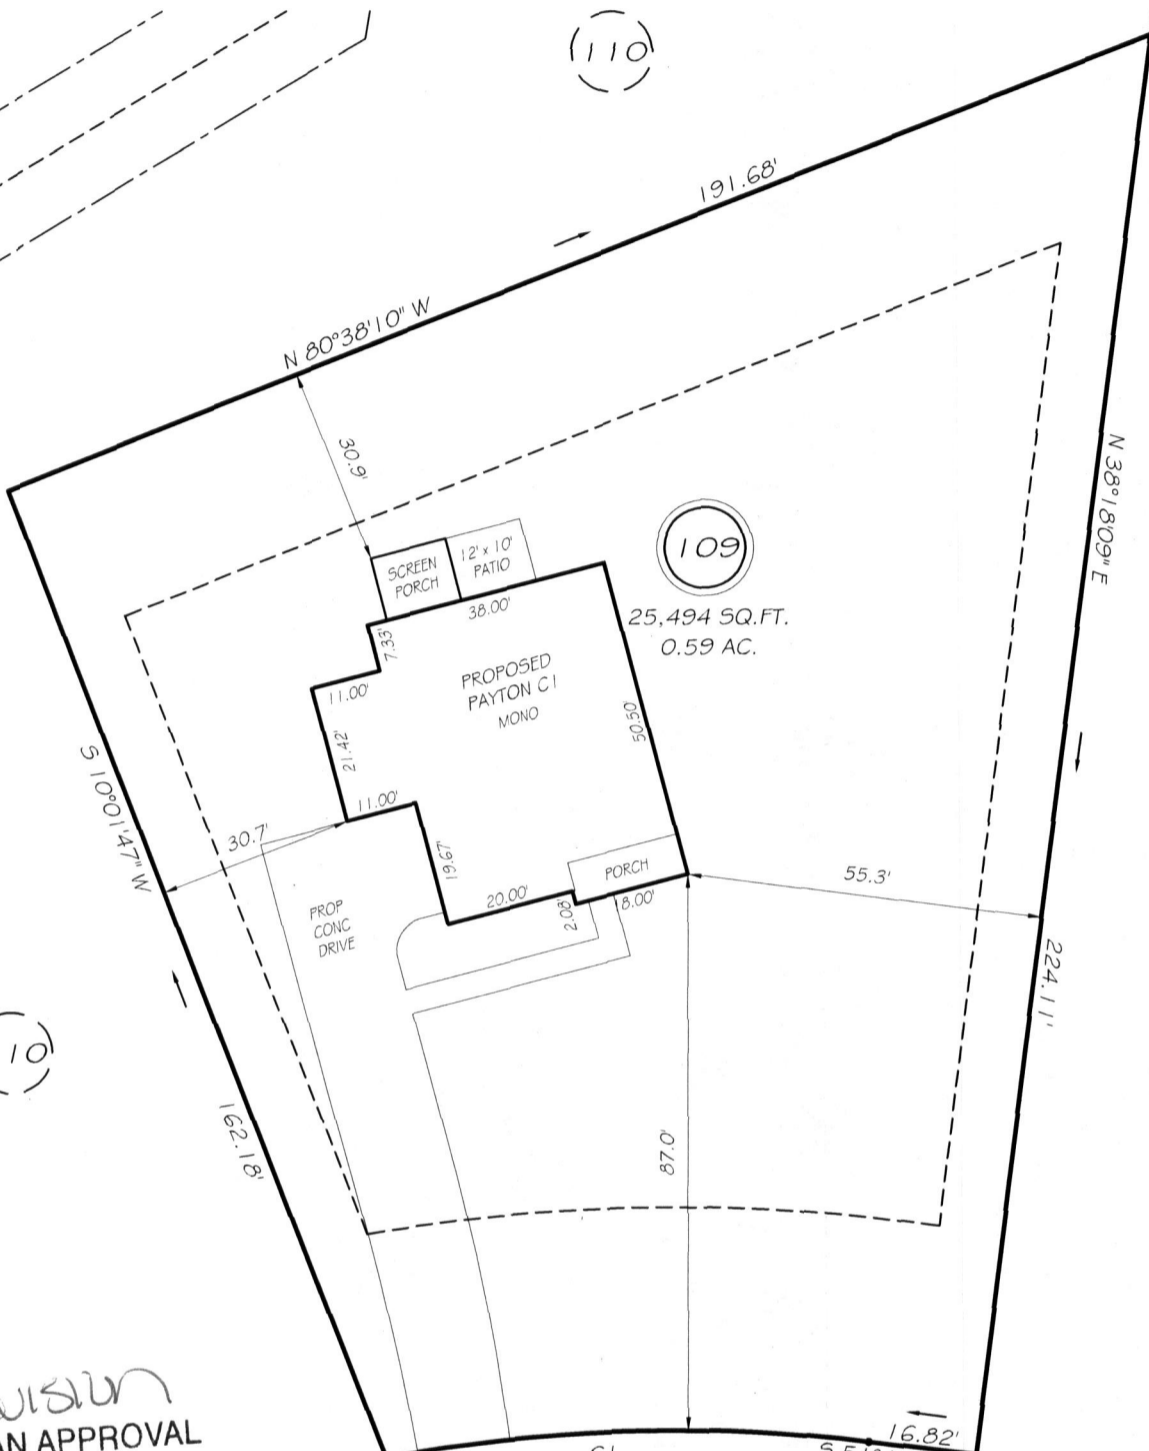 110
191.68'
N 80°38'10" W
30.9'
N 38°18'09" E
109
25,494 SQ.FT.
0.59 AC.
SCREEN
PORCH
12' x 10'
PATIO
38.00'
7.33'
11.00'
PROPOSED
PAYTON C1
MONO
50.50'
21.42'
11.00'
S 10°01'47" W
30.7'
19.67'
PORCH
55.3'
20.00'
2.08'
18.00'
PROP
CONC
DRIVE
224.11'
10
162.18'
87.0'
AN APPROVAL
16.82'
C1